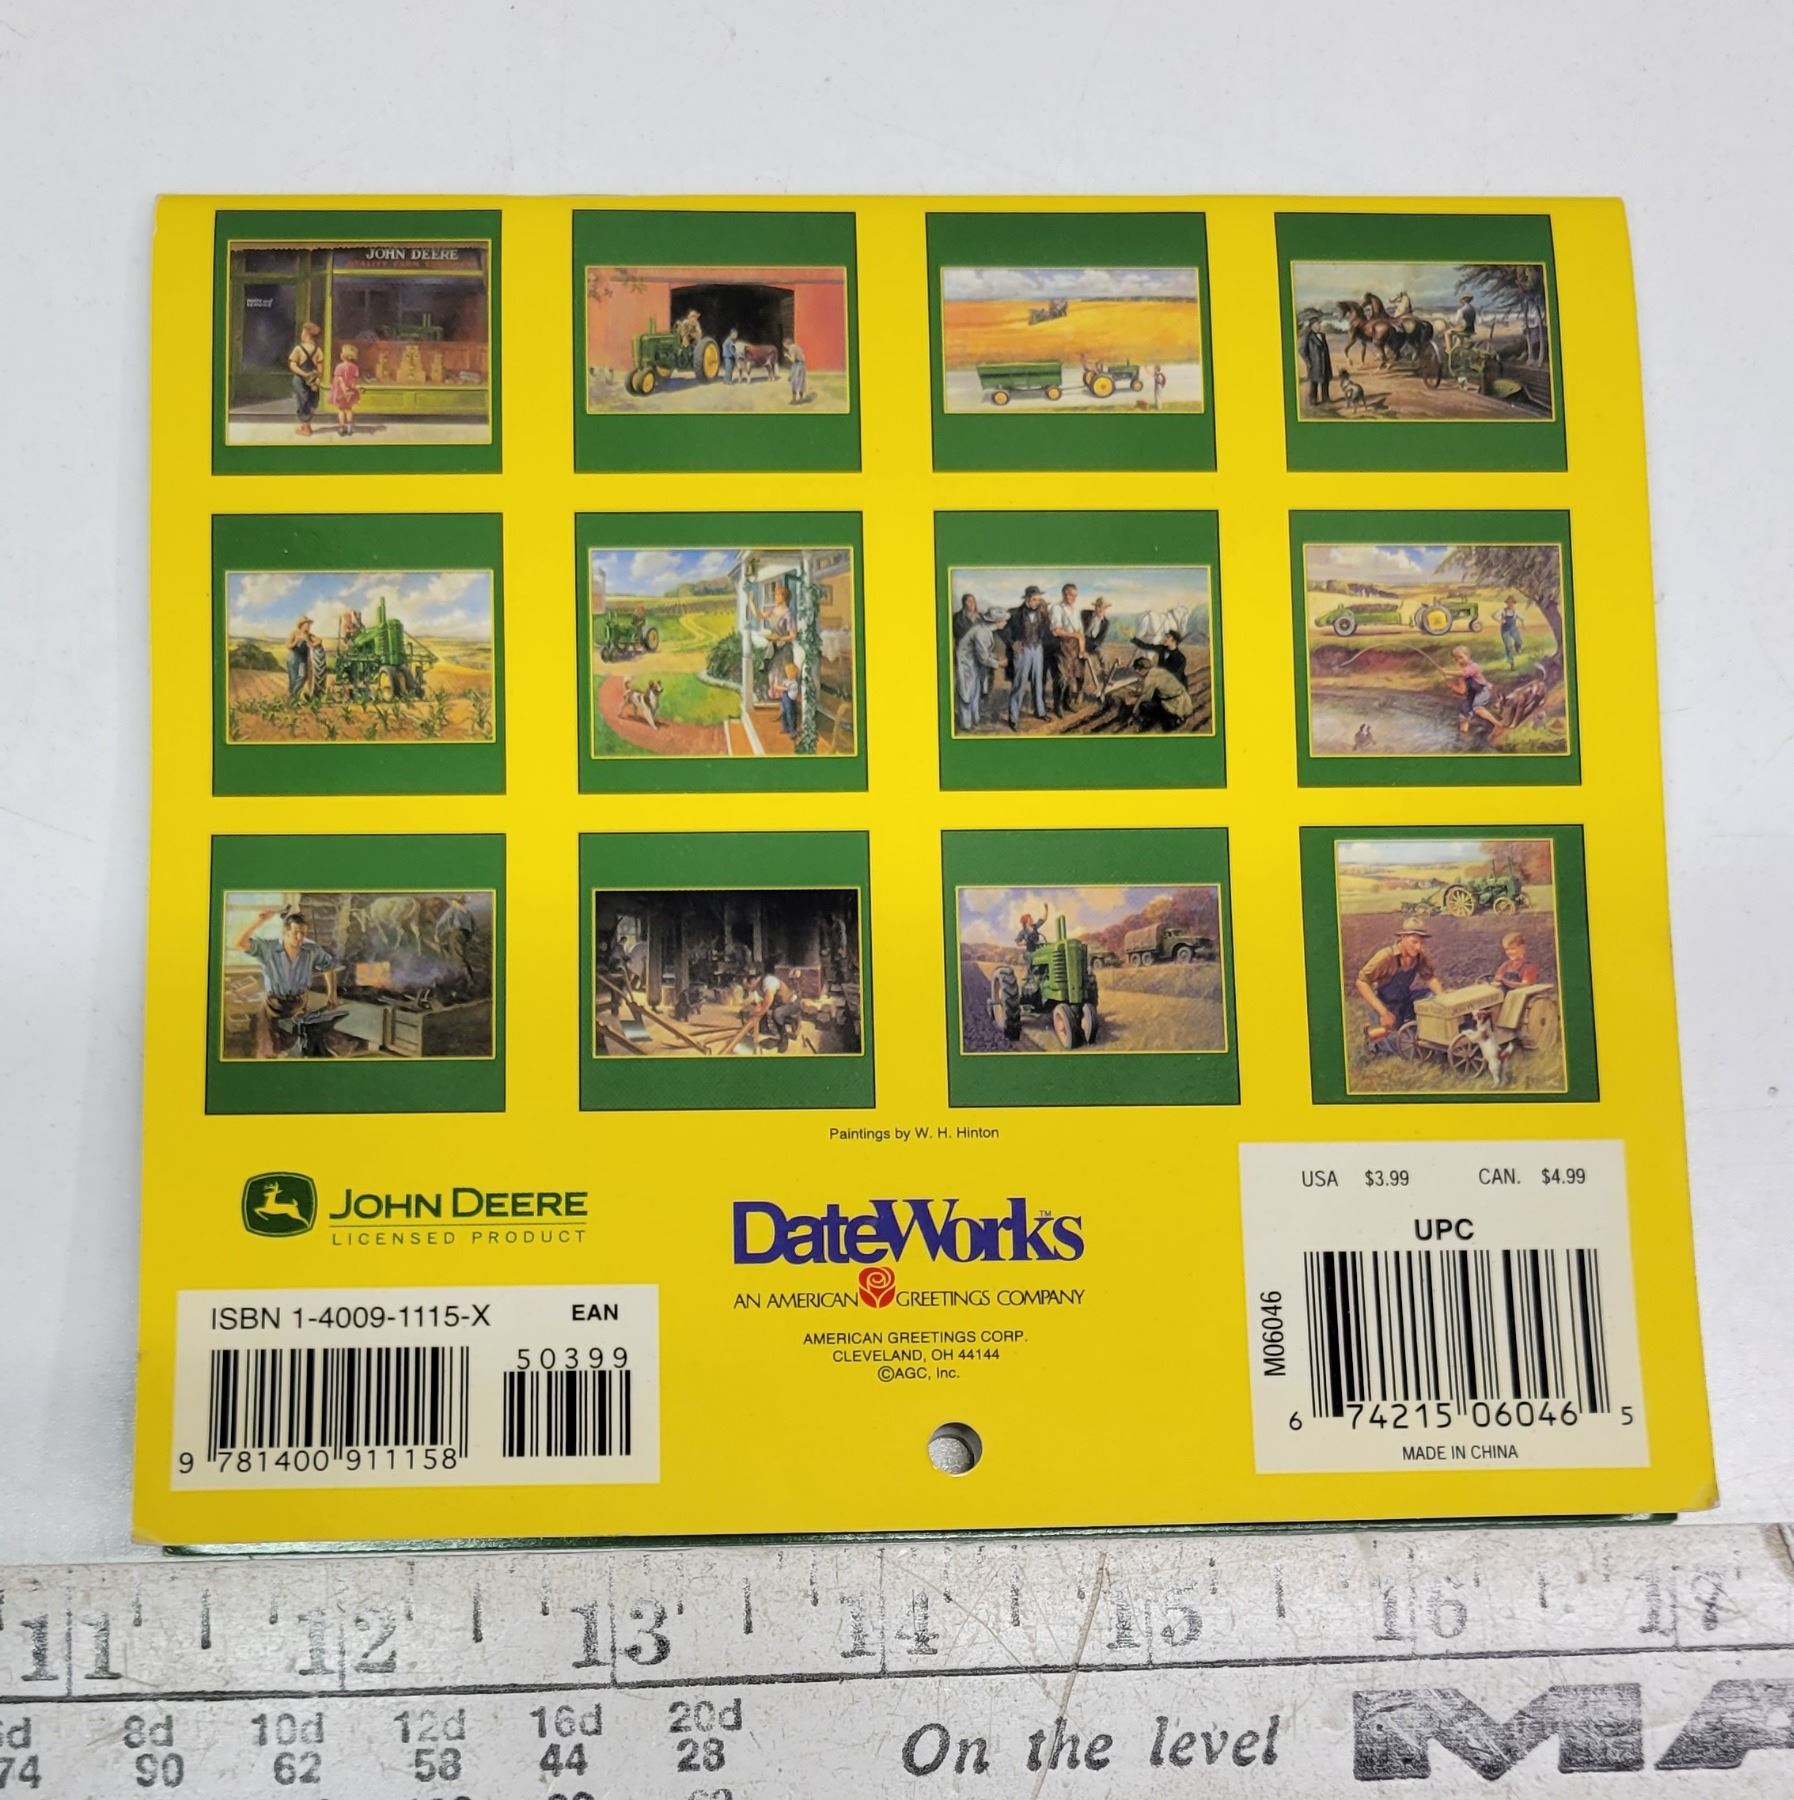 JOHN DEERE
Paintings by W. H. Hinton
JOHN DEERE
LICENSED PRODUCT
DateWorks™
AN AMERICAN GREETINGS COMPANY
AMERICAN GREETINGS CORP.
CLEVELAND, OH 44144
©AGC, Inc.
ISBN 1-4009-1115-X EAN
50399
9 781400 911158
USA $3.99 CAN. $4.99
UPC
M06046
6 74215 06046 5
MADE IN CHINA
11 12 13 14 15 16
8d 10d 12d 16d 20d
74 90 62 58 44 28
On the level